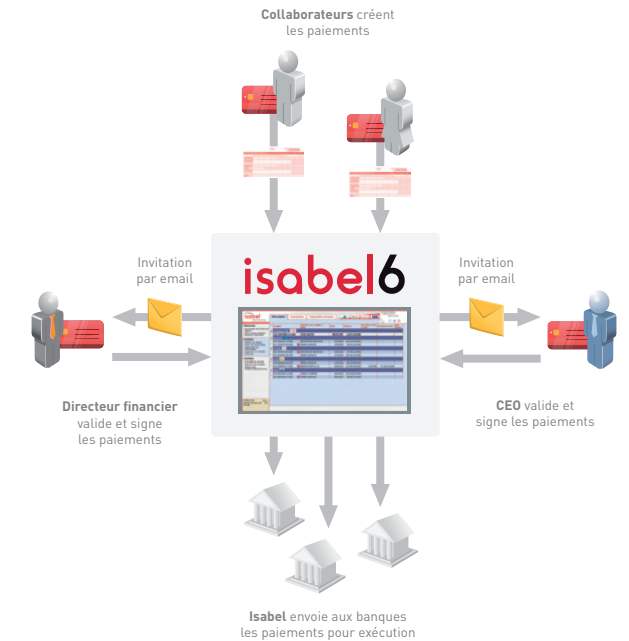 Collaborateurs créent
les paiements
isabel6
Invitation
par email
Invitation
par email
Directeur financier
valide et signe
les paiements
CEO valide et
signe les paiements
Isabel envoie aux banques
les paiements pour exécution